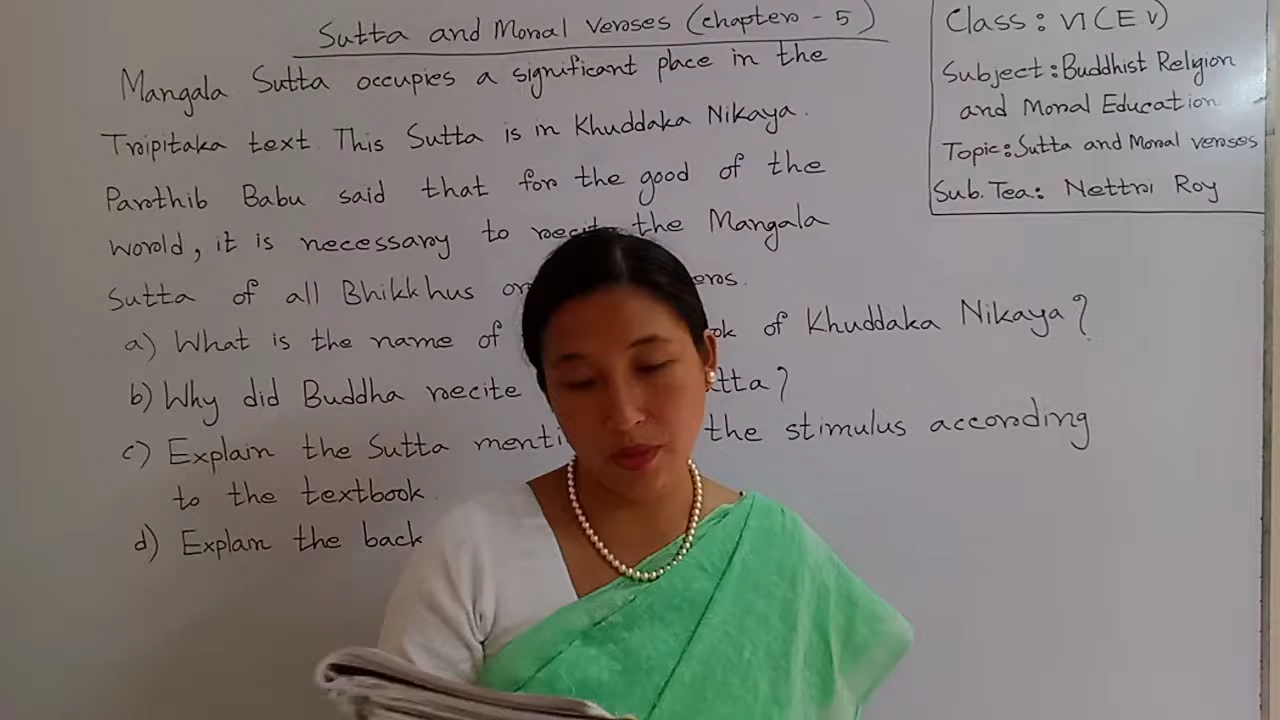 Sutta and Moral Verses (chapter - 5)
Mangala Sutta occupies a significant place in the
Tripitaka text. This Sutta is in Khuddaka Nikaya.
Parthib Babu said that for the good of the
world, it is necessary to recite the Mangala
Sutta of all Bhikkhus or
a) What is the name of of Khuddaka Nikaya?
b) Why did Buddha recite
c) Explain the Sutta the stimulus according
to the textbook.
d) Explain the back
Class: VI (E.V)
Subject: Buddhist Religion
and Moral Education
Topic: Sutta and Moral verses
Sub. Tea: Nettri Roy